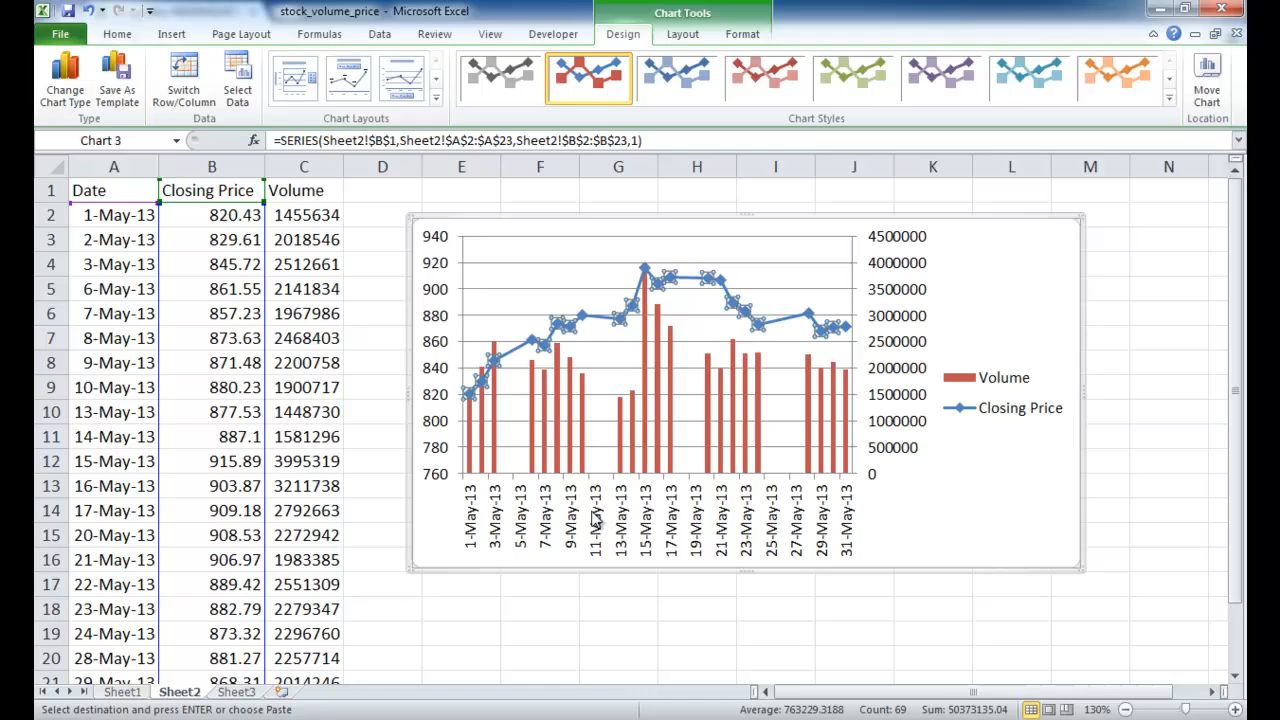 stock_volume_price - Microsoft Excel
Chart Tools
File Home Insert Page Layout Formulas Data Review View Developer Design Layout Format
Change Chart Type
Save As Template
Switch Row/Column
Select Data
Move Chart
Type Data Chart Layouts Chart Styles Location
Chart 3 fx =SERIES(Sheet2!$B$1,Sheet2!$A$2:$A$23,Sheet2!$B$2:$B$23,1)
A B C D E F G H I J K L M N
1 Date Closing Price Volume
2 1-May-13 820.43 1455634
3 2-May-13 829.61 2018546
4 3-May-13 845.72 2512661
5 6-May-13 861.55 2141834
6 7-May-13 857.23 1967986
7 8-May-13 873.63 2468403
8 9-May-13 871.48 2200758
9 10-May-13 880.23 1900717
10 13-May-13 877.53 1448730
11 14-May-13 887.1 1581296
12 15-May-13 915.89 3995319
13 16-May-13 903.87 3211738
14 17-May-13 909.18 2792663
15 20-May-13 908.53 2272942
16 21-May-13 906.97 1983385
17 22-May-13 889.42 2551309
18 23-May-13 882.79 2279347
19 24-May-13 873.32 2296760
20 28-May-13 881.27 2257714
21 29-May-13 868.31 2014246
940 4500000
920 4000000
900 3500000
880 3000000
860 2500000
840 2000000
820 1500000
800 1000000
780 500000
760 0
Volume
Closing Price
1-May-13 3-May-13 5-May-13 7-May-13 9-May-13 11-May-13 13-May-13 15-May-13 17-May-13 19-May-13 21-May-13 23-May-13 25-May-13 27-May-13 29-May-13 31-May-13
Sheet1 Sheet2 Sheet3
Select destination and press ENTER or choose Paste Average: 763229.3188 Count: 69 Sum: 50373135.04 130%